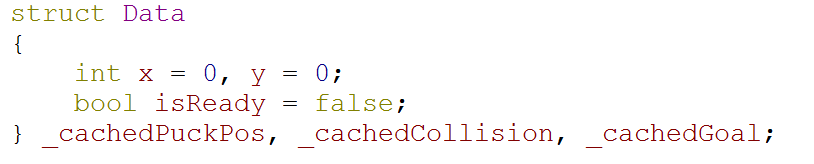 struct Data
{
    int x = 0, y = 0;
    bool isReady = false;
} _cachedPuckPos, _cachedCollision, _cachedGoal;